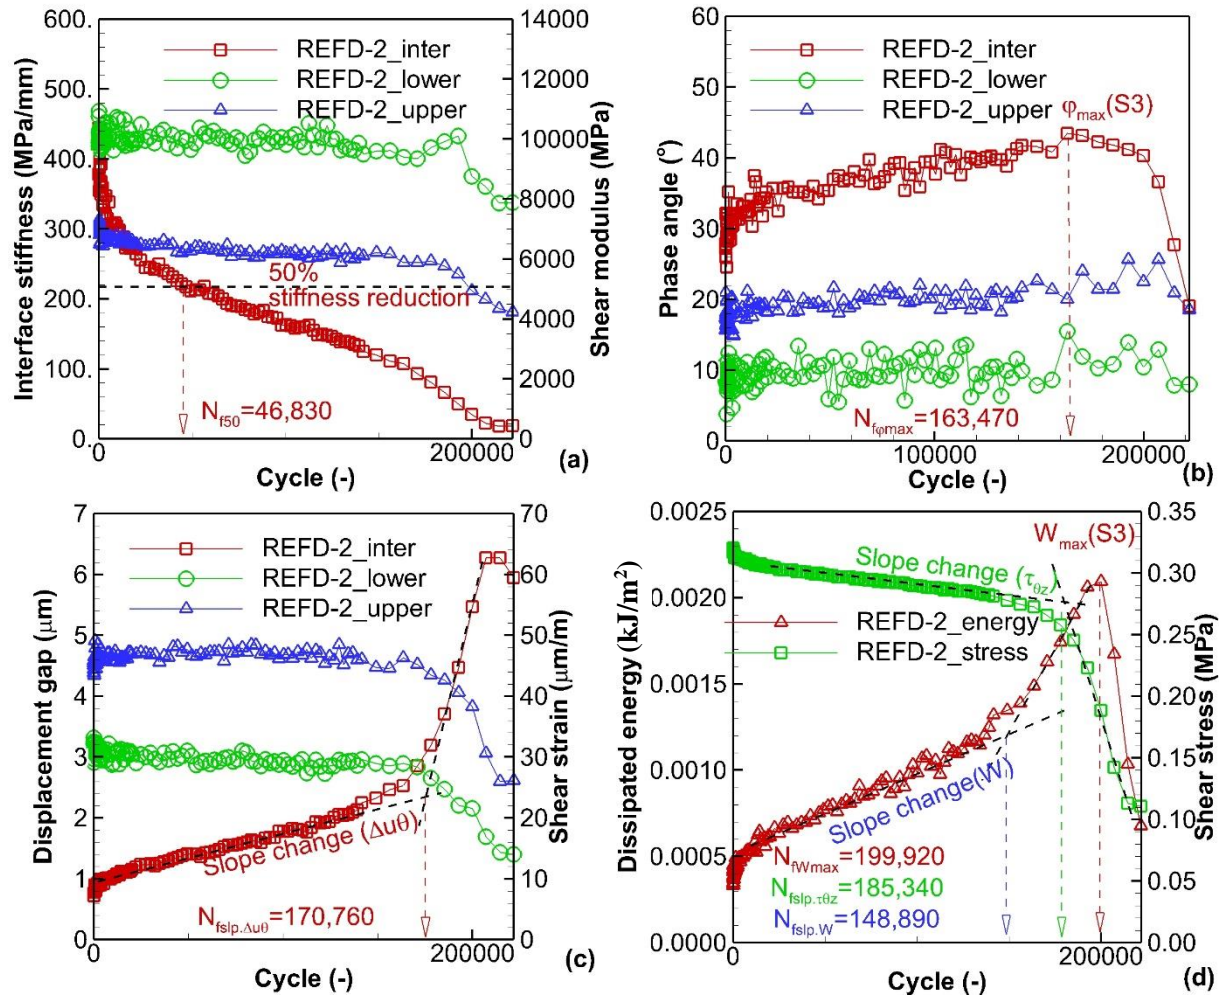 600.
500.
400.
300.
200.
100.
0.
Interface stiffness (MPa/mm)
REFD-2_inter
REFD-2_lower
REFD-2_upper
50%
stiffness reduction
N_f50=46,830
0
200000
Cycle (-)
14000
12000
10000
8000
6000
4000
2000
0
Shear modulus (MPa)
(a)
60
50
40
30
20
10
0
Phase angle (°)
REFD-2_inter
REFD-2_lower
REFD-2_upper
φ_max(S3)
N_fφmax=163,470
0
100000
200000
Cycle (-)
(b)
7
6
5
4
3
2
1
0
Displacement gap (μm)
REFD-2_inter
REFD-2_lower
REFD-2_upper
Slope change (Δuθ)
N_fslp.Δuθ=170,760
0
200000
Cycle (-)
70
60
50
40
30
20
10
0
Shear strain (μm/m)
(c)
0.0025
0.0020
0.0015
0.0010
0.0005
0.0000
Dissipated energy (kJ/m²)
W_max(S3)
Slope change (τ_θz)
REFD-2_energy
REFD-2_stress
Slope change(W)
N_fWmax=199,920
N_fslp.τθz=185,340
N_fslp.W=148,890
0
200000
Cycle (-)
0.35
0.30
0.25
0.20
0.15
0.10
0.05
0.00
Shear stress (MPa)
(d)